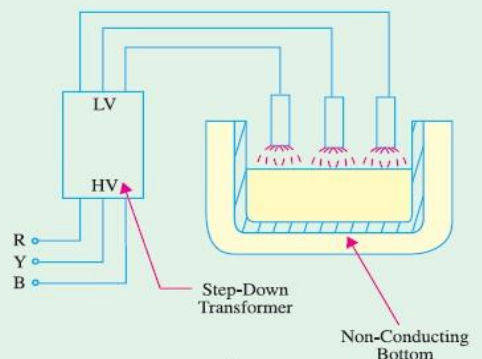 LV
HV
R
Y
B
Step-Down
Transformer
Non-Conducting
Bottom